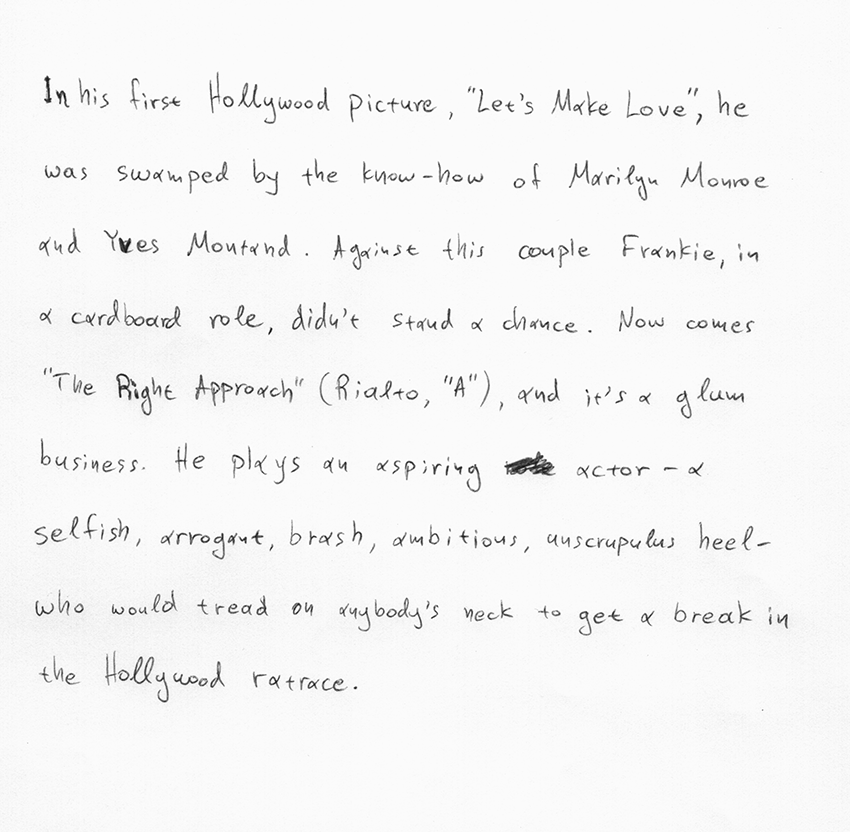 In his first Hollywood picture, "Let's Make Love", he
was swamped by the know-how of Marilyn Monroe
and Yves Montand. Against this couple Frankie, in
a cardboard role, didn't stand a chance. Now comes
"The Right Approach" (Rialto, "A"), and it's a glum
business. He plays an aspiring actor - a
selfish, arrogant, brash, ambitious, unscrupulus heel-
who would tread on anybody's neck to get a break in
the Hollywood ratrace.